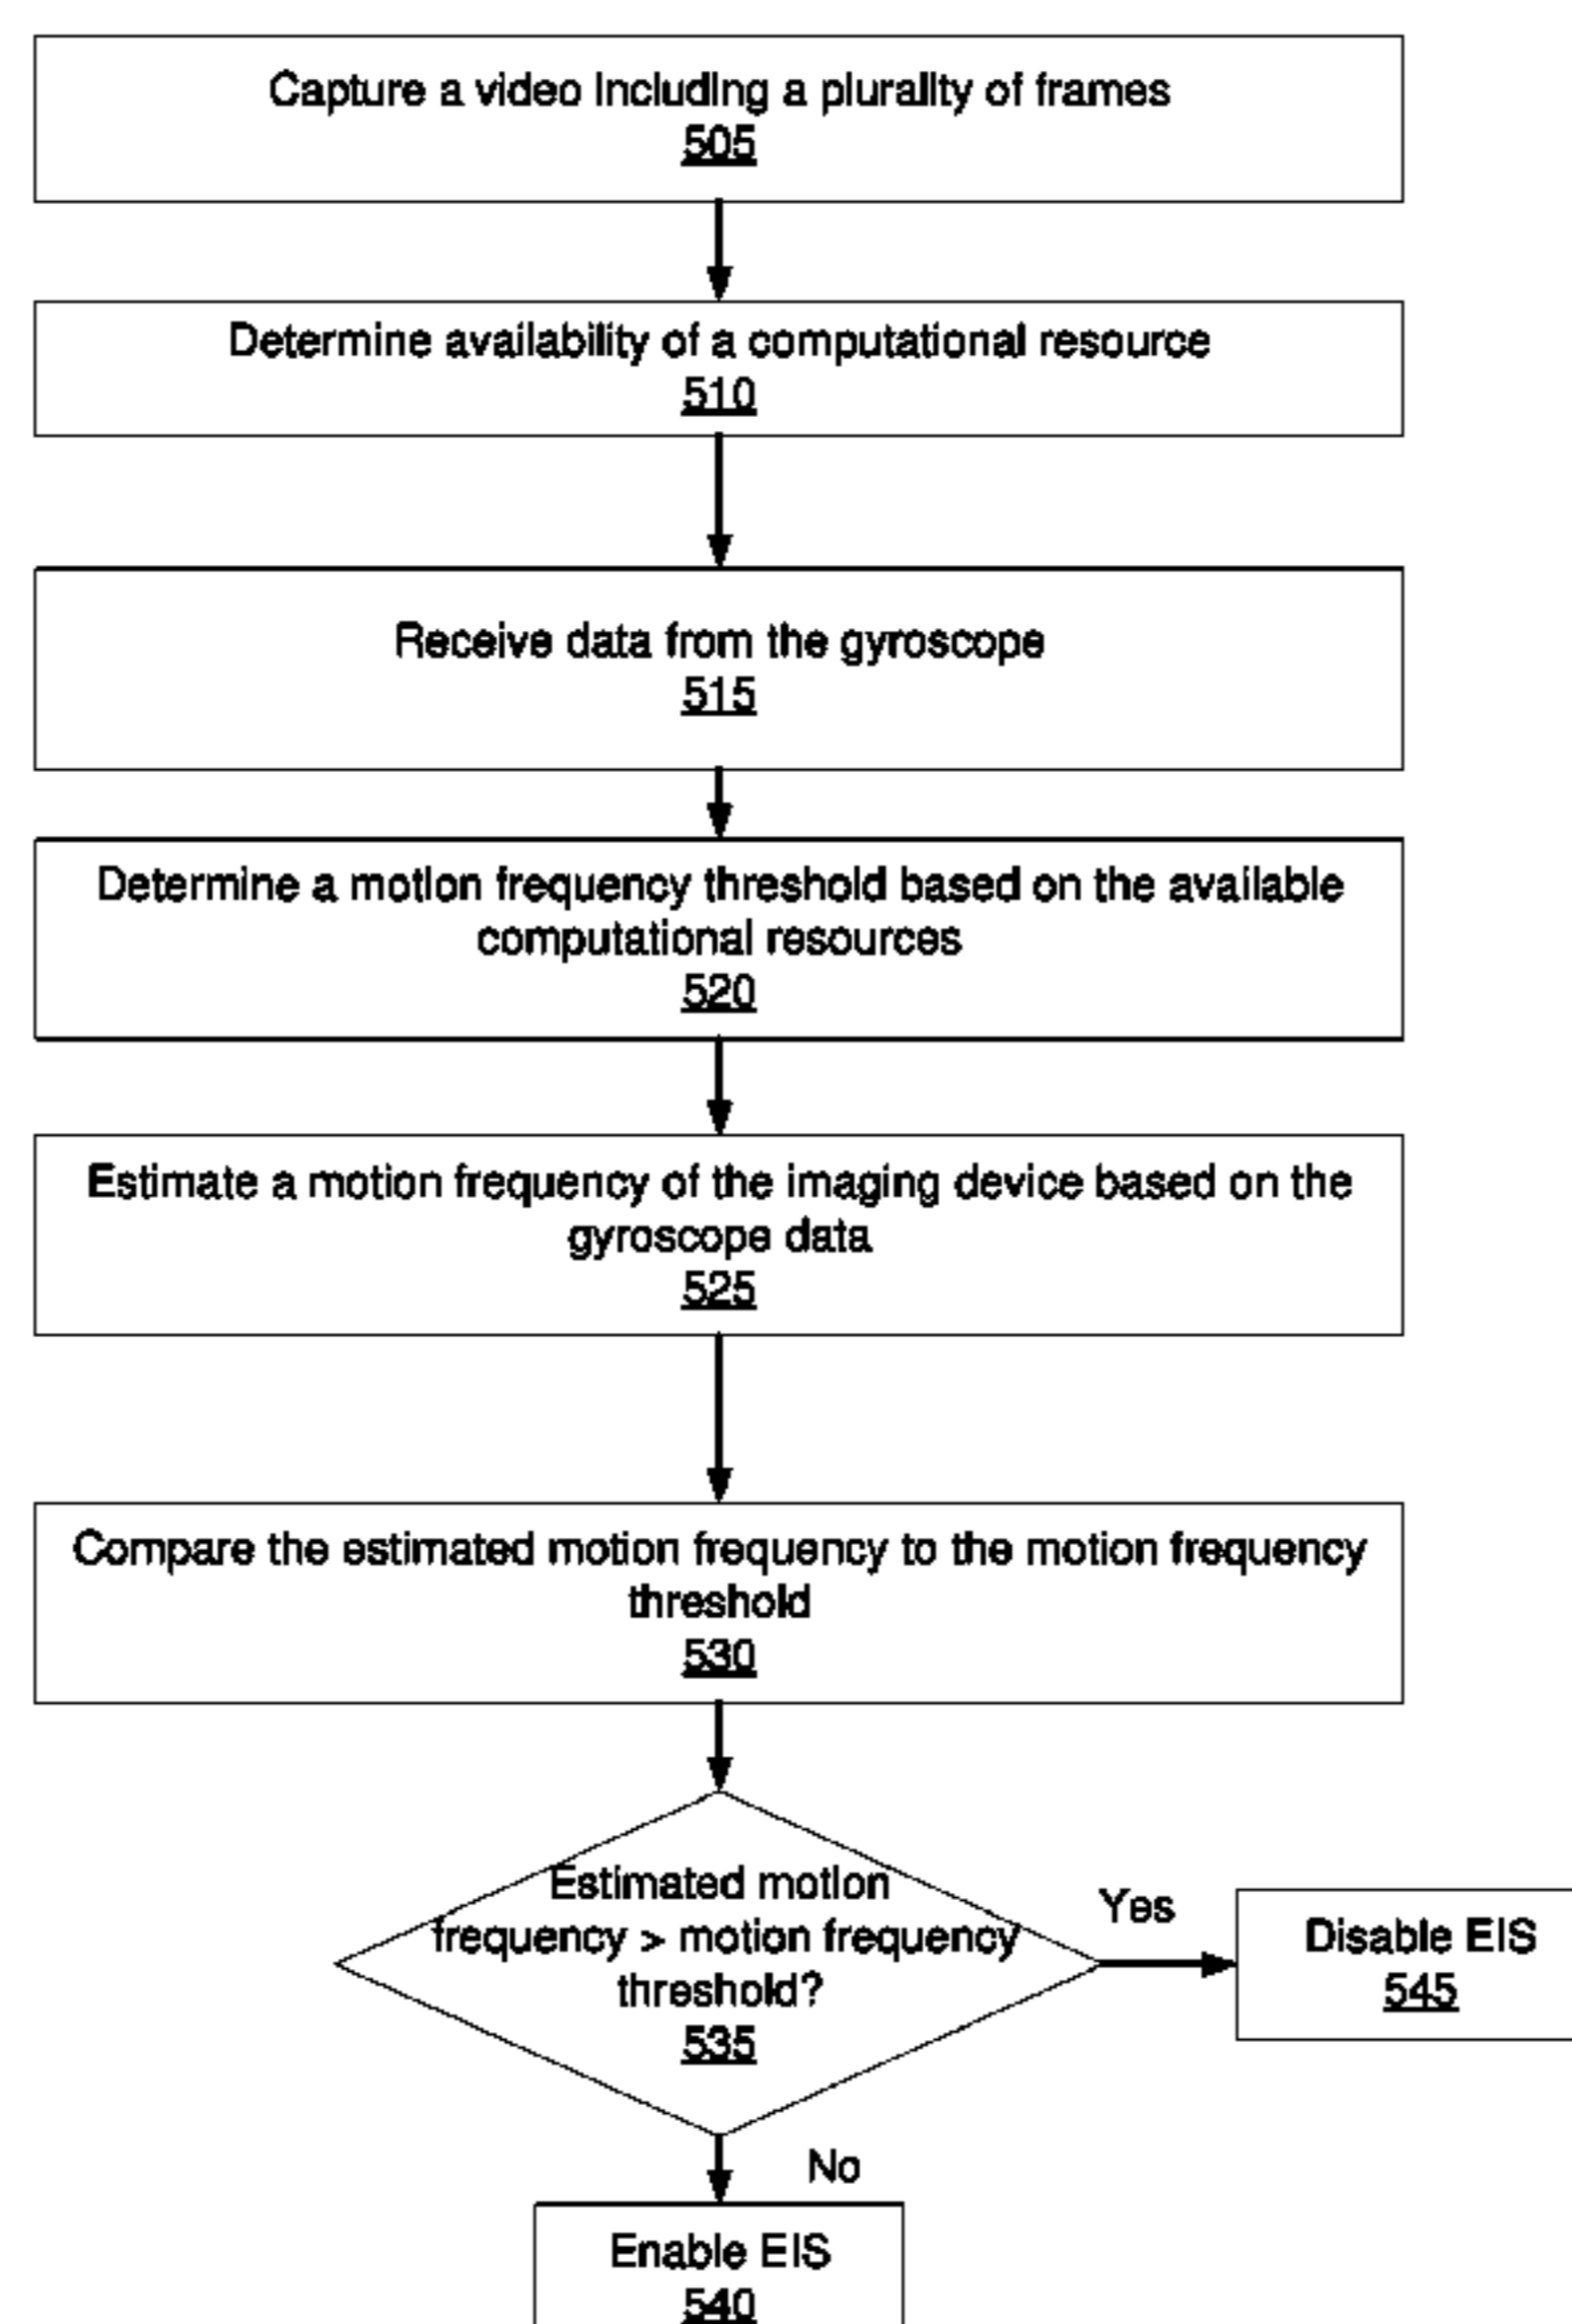 Capture a video including a plurality of frames
505
Determine availability of a computational resource
510
Receive data from the gyroscope
515
Determine a motion frequency threshold based on the available
computational resources
520
Estimate a motion frequency of the imaging device based on the
gyroscope data
525
Compare the estimated motion frequency to the motion frequency
threshold
530
Estimated motion
frequency > motion frequency
threshold?
535
Yes
Disable EIS
545
No
Enable EIS
540